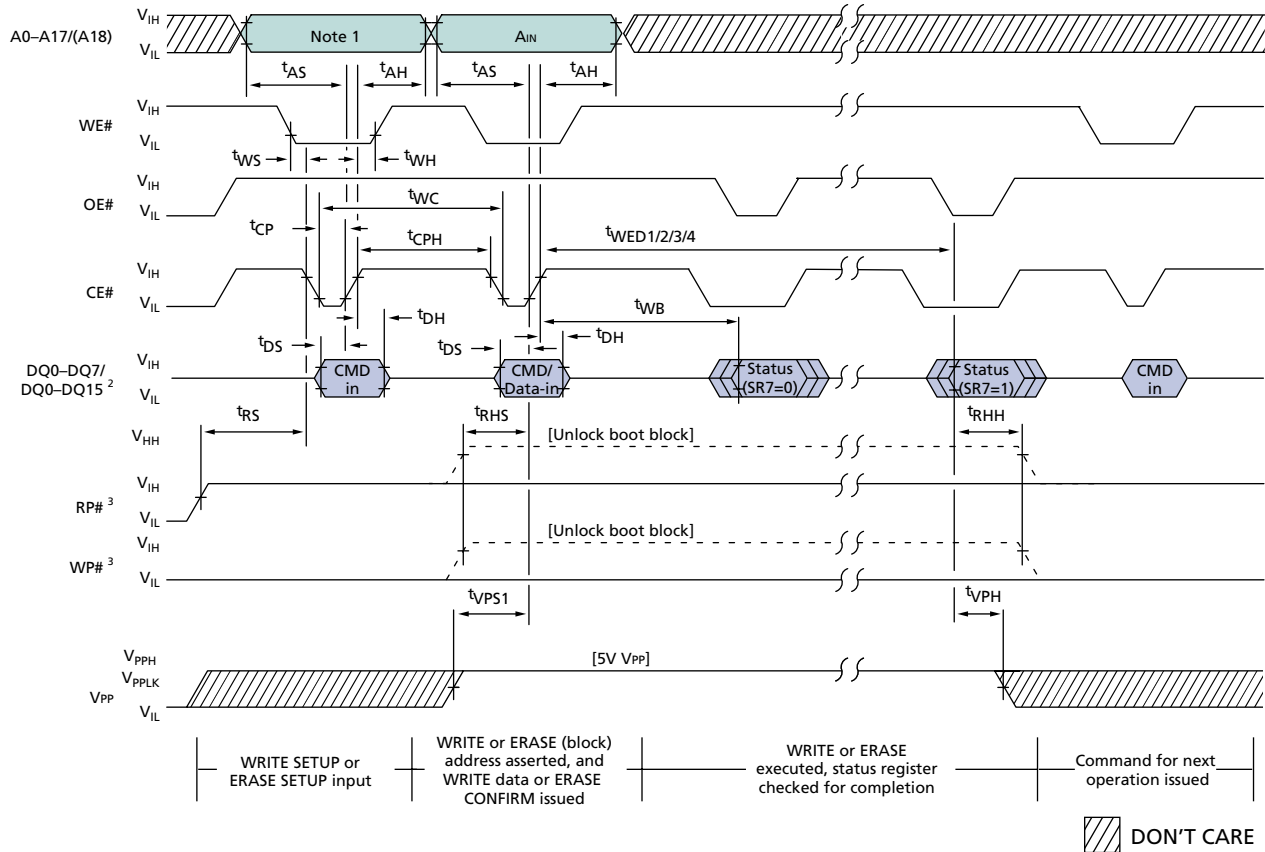 A0–A17/(A18)
VIH
VIL
Note 1
AIN
tAS
tAH
tAS
tAH
WE#
VIH
VIL
tWS
tWH
OE#
VIH
VIL
tWC
tCP
tCPH
tWED1/2/3/4
CE#
VIH
VIL
tWB
tDS
tDH
tDS
tDH
DQ0–DQ7/
DQ0–DQ15 2
VIH
VIL
CMD
in
CMD/
Data-in
Status
(SR7=0)
Status
(SR7=1)
CMD
in
tRS
tRHS
tRHH
VHH
[Unlock boot block]
RP# 3
VIH
VIL
[Unlock boot block]
WP# 3
VIH
VIL
tVPS1
tVPH
VPPH
VPPLK
VPP
VIL
[5V VPP]
WRITE SETUP or
ERASE SETUP input
WRITE or ERASE (block)
address asserted, and
WRITE data or ERASE
CONFIRM issued
WRITE or ERASE
executed, status register
checked for completion
Command for next
operation issued
DON'T CARE